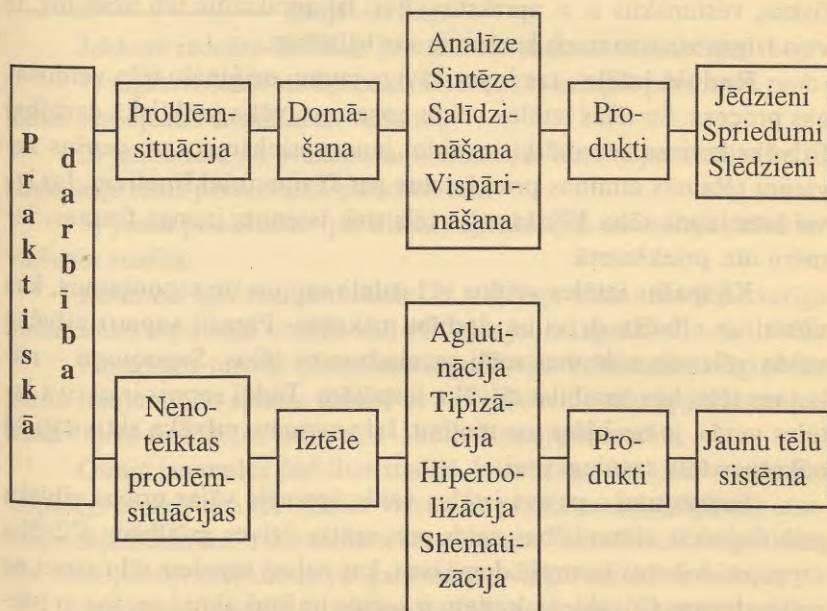 Praktiskā
darbība
Problēm-
situācija
Domā-
šana
Analīze
Sintēze
Salīdzi-
nāšana
Vispāri-
nāšana
Pro-
dukti
Jēdzieni
Spriedumi
Slēdzieni
Neno-
teiktas
problēm-
situācijas
Iztēle
Agluti-
nācija
Tipizā-
cija
Hiperbo-
lizācija
Shemati-
zācija
Pro-
dukti
Jaunu tēlu
sistēma